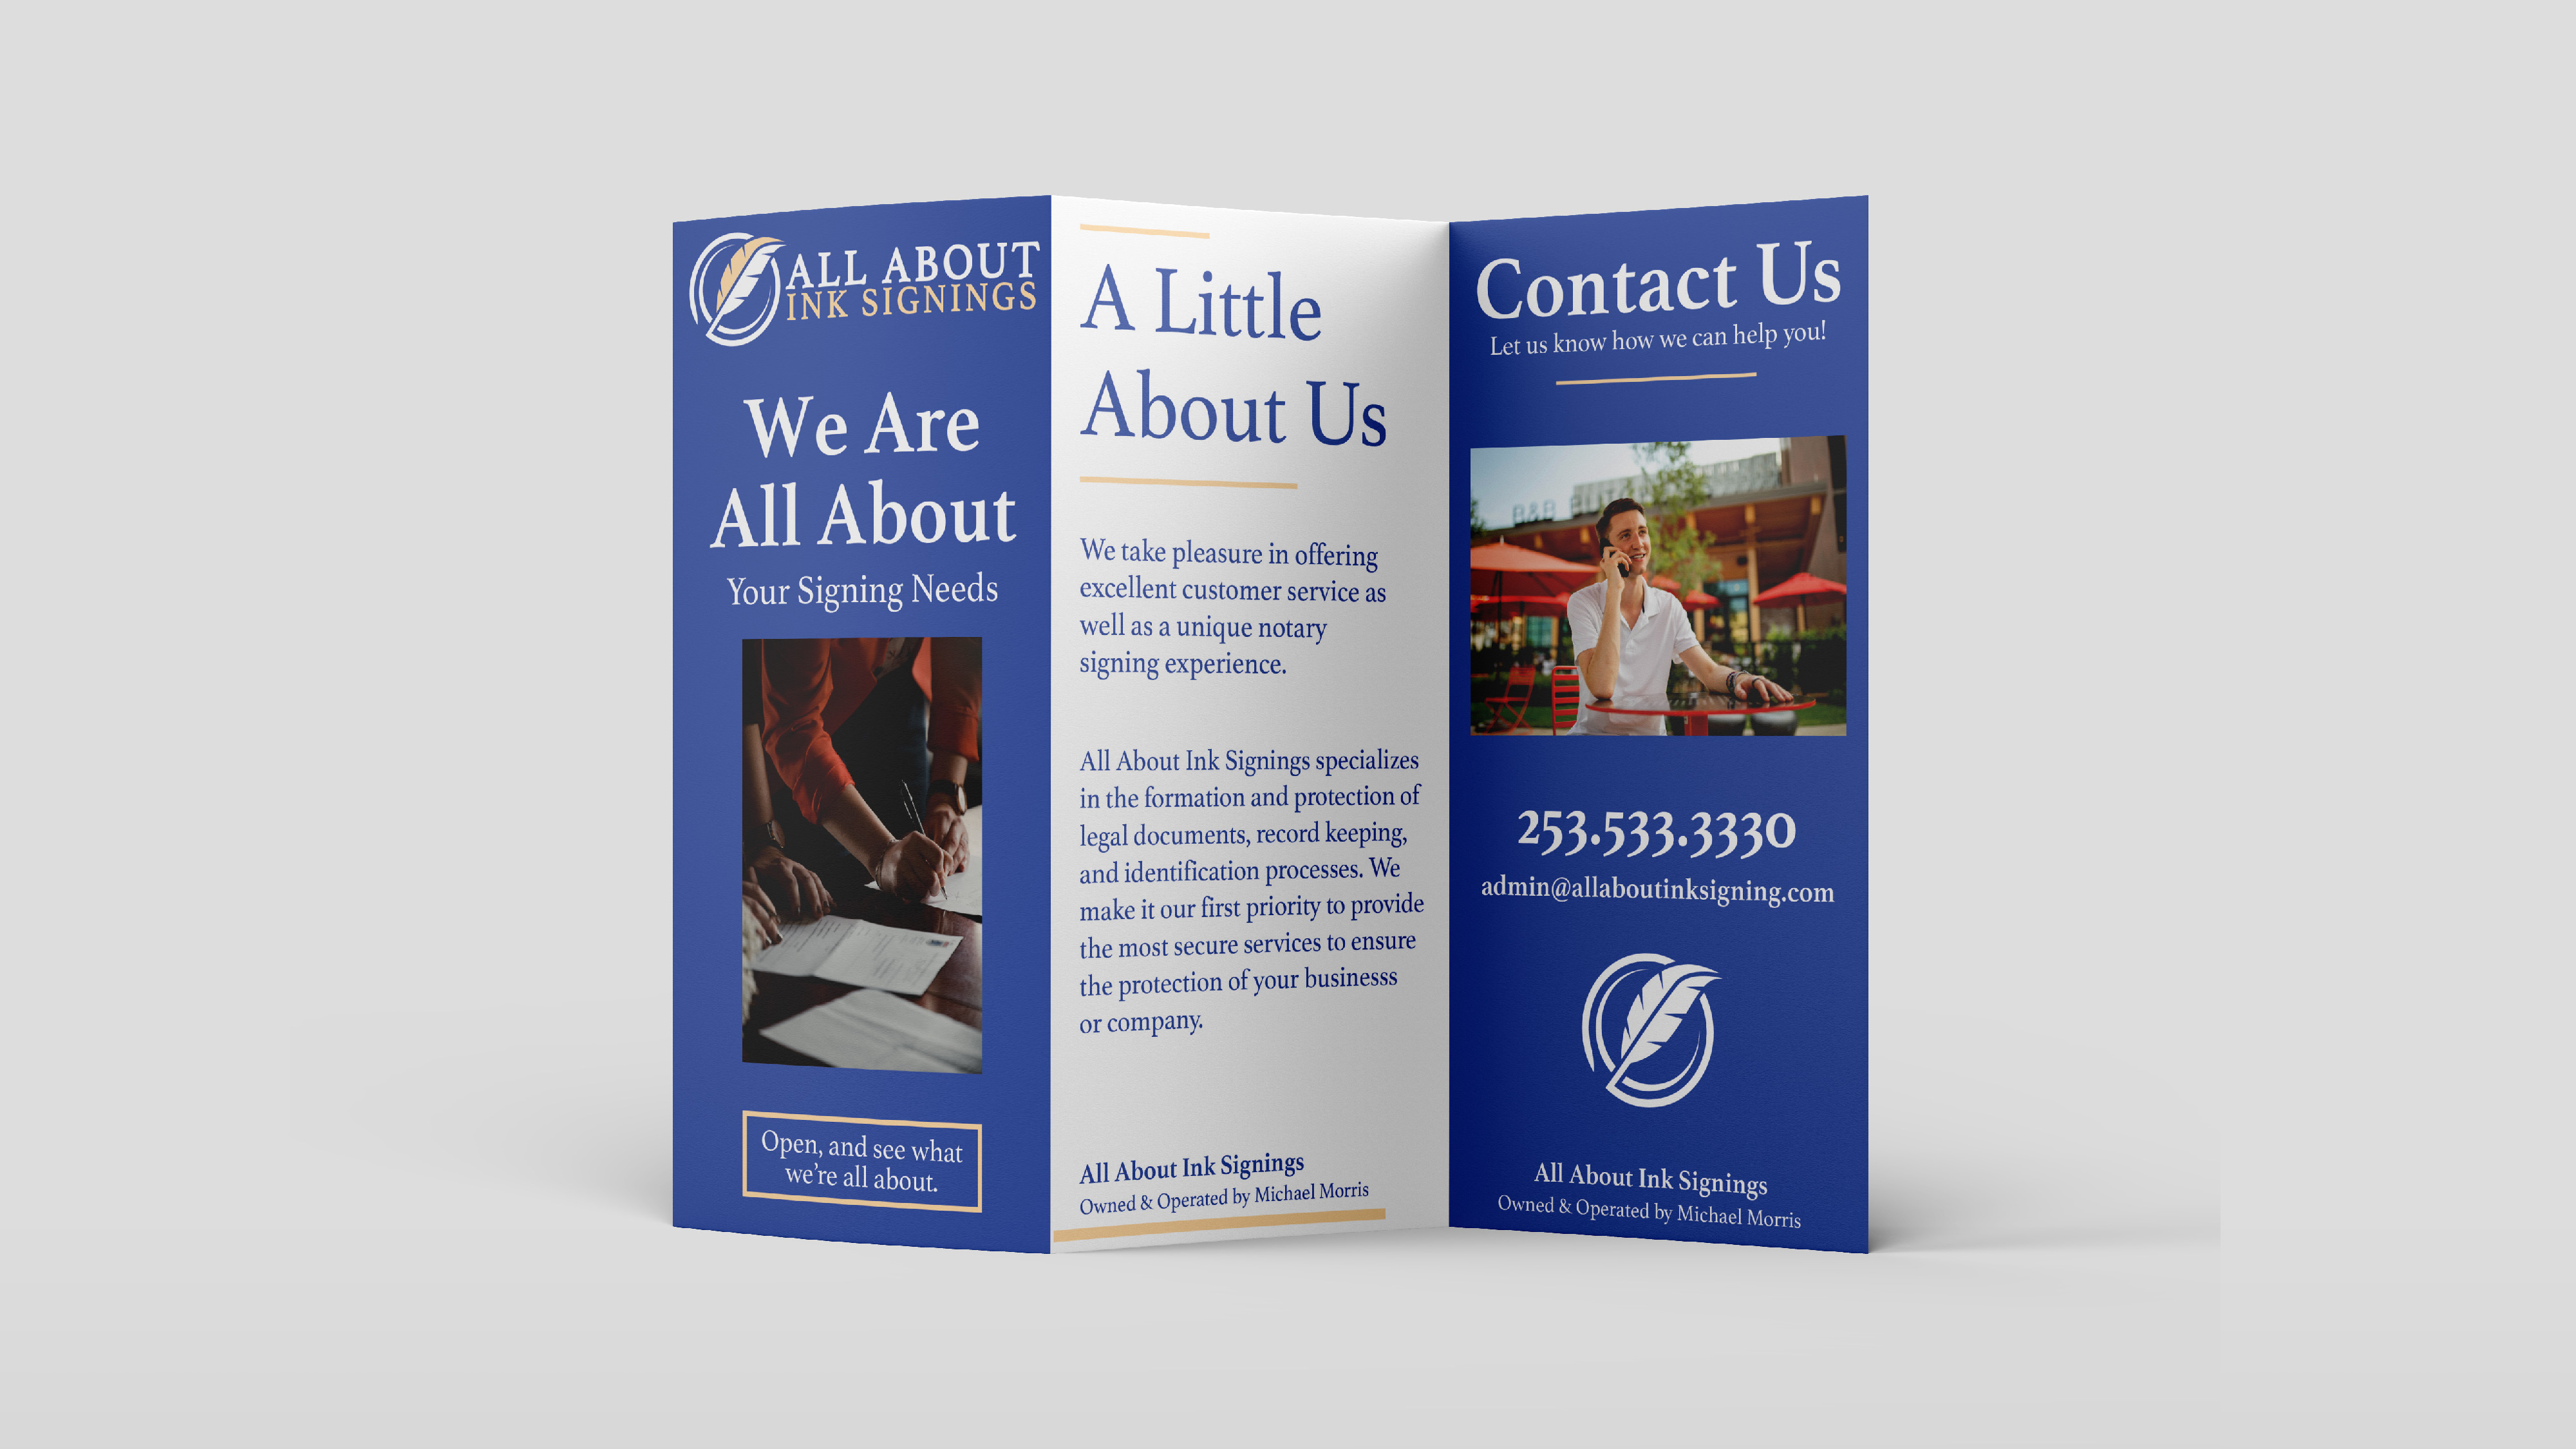 ALL ABOUT
INK SIGNINGS
We Are
All About
Your Signing Needs
Open, and see what
we're all about.
A Little
About Us
We take pleasure in offering
excellent customer service as
well as a unique notary
signing experience.
All About Ink Signings specializes
in the formation and protection of
legal documents, record keeping,
and identification processes. We
make it our first priority to provide
the most secure services to ensure
the protection of your businesss
or company.
All About Ink Signings
Owned & Operated by Michael Morris
Contact Us
Let us know how we can help you!
253.533.3330
admin@allaboutinksigning.com
All About Ink Signings
Owned & Operated by Michael Morris